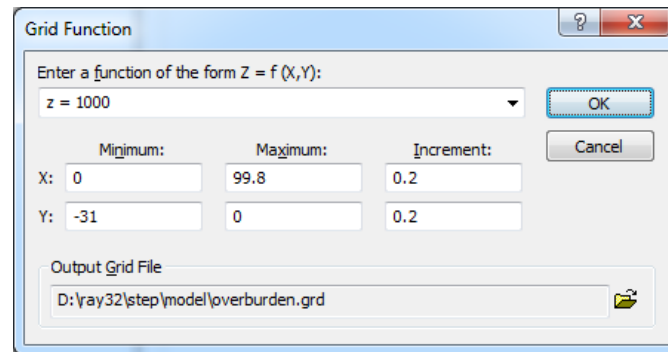 Grid Function
Enter a function of the form Z = f (X,Y):
z = 1000
OK
Cancel
Minimum: Maximum: Increment:
X: 0 99.8 0.2
Y: -31 0 0.2
Output Grid File
D:\ray32\step\model\overburden.grd